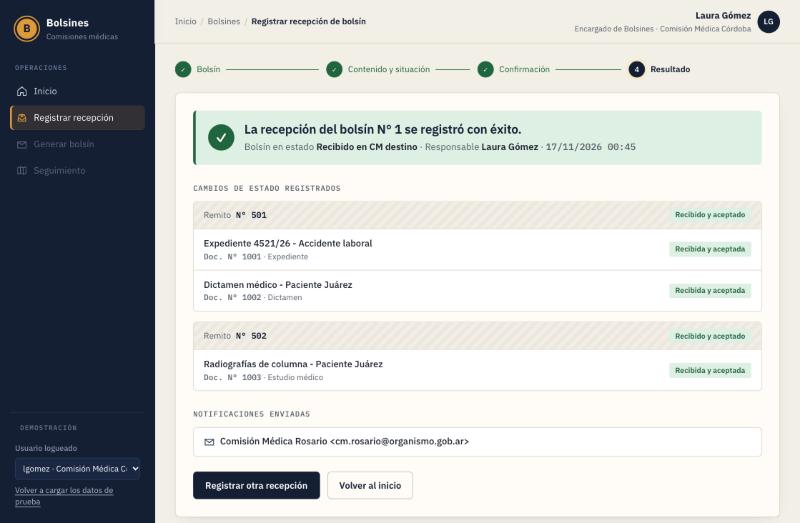 B
Bolsines
Comisiones médicas
OPERACIONES
Inicio
Registrar recepción
Generar bolsín
Seguimiento
DEMOSTRACIÓN
Usuario logueado
lgomez · Comisión Médica C
Volver a cargar los datos de
prueba
Inicio / Bolsines / Registrar recepción de bolsín
Laura Gómez
Encargado de Bolsines · Comisión Médica Córdoba
LG
✓ Bolsín
✓ Contenido y situación
✓ Confirmación
4 Resultado
La recepción del bolsín N° 1 se registró con éxito.
Bolsín en estado Recibido en CM destino · Responsable Laura Gómez · 17/11/2026 00:45
CAMBIOS DE ESTADO REGISTRADOS
Remito N° 501 Recibido y aceptado
Expediente 4521/26 - Accidente laboral
Doc. N° 1001 · Expediente
Recibida y aceptada
Dictamen médico - Paciente Juárez
Doc. N° 1002 · Dictamen
Recibida y aceptada
Remito N° 502 Recibido y aceptado
Radiografías de columna - Paciente Juárez
Doc. N° 1003 · Estudio médico
Recibida y aceptada
NOTIFICACIONES ENVIADAS
Comisión Médica Rosario <cm.rosario@organismo.gob.ar>
Registrar otra recepción
Volver al inicio